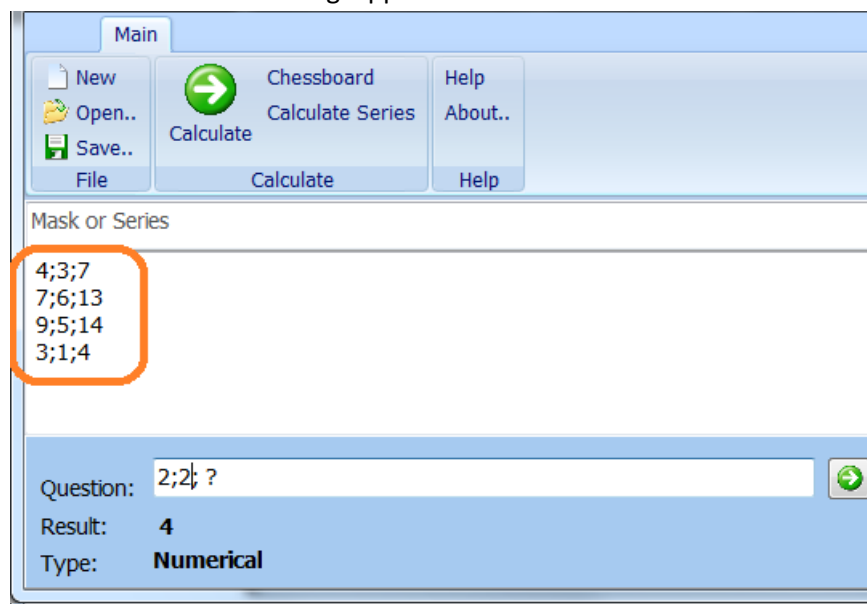 Main
New
Open..
Save..
File
Calculate
Chessboard
Calculate Series
Calculate
Help
About..
Help
Mask or Series
4;3;7
7;6;13
9;5;14
3;1;4
Question: 2;2; ?
Result: 4
Type: Numerical